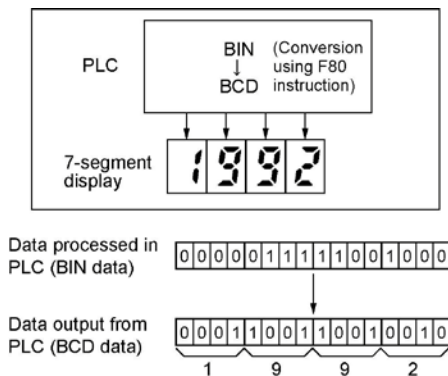 PLC
BIN (Conversion
↓ using F80
BCD instruction)
7-segment
display
1992
Data processed in
PLC (BIN data)
0000011111001000
Data output from
PLC (BCD data)
0001100110010010
1 9 9 2